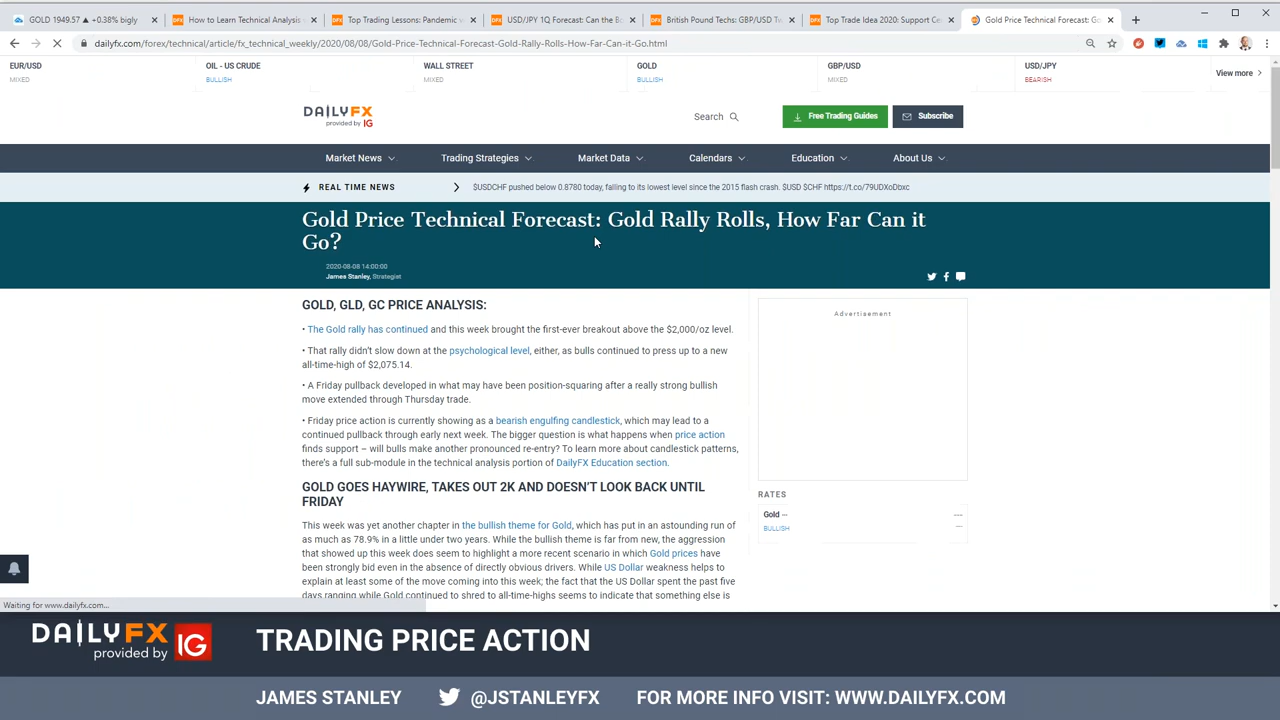 GOLD 1949.57 ▲ +0.38% bigly
How to Learn Technical Analysis
Top Trading Lessons: Pandemic
USD/JPY 1Q Forecast: Can the Bo
British Pound Techs: GBP/USD Te
Top Trade Idea 2020: Support Ce
Gold Price Technical Forecast: Go
dailyfx.com/forex/technical/article/fx_technical_weekly/2020/08/08/Gold-Price-Technical-Forecast-Gold-Rally-Rolls-How-Far-Can-it-Go.html
EUR/USD OIL - US CRUDE WALL STREET GOLD GBP/USD USD/JPY View more
MIXED BULLISH MIXED BULLISH MIXED BEARISH
DAILYFX
provided by IG
Search Free Trading Guides Subscribe
Market News Trading Strategies Market Data Calendars Education About Us
REAL TIME NEWS $USDCHF pushed below 0.8780 today, falling to its lowest level since the 2015 flash crash. $USD $CHF https://t.co/79UDXoDbxc
Gold Price Technical Forecast: Gold Rally Rolls, How Far Can it
Go?
2020-08-08 14:00:00
James Stanley, Strategist
GOLD, GLD, GC PRICE ANALYSIS:
• The Gold rally has continued and this week brought the first-ever breakout above the $2,000/oz level.
• That rally didn't slow down at the psychological level, either, as bulls continued to press up to a new
all-time-high of $2,075.14.
• A Friday pullback developed in what may have been position-squaring after a really strong bullish
move extended through Thursday trade.
• Friday price action is currently showing as a bearish engulfing candlestick, which may lead to a
continued pullback through early next week. The bigger question is what happens when price action
finds support – will bulls make another pronounced re-entry? To learn more about candlestick patterns,
there's a full sub-module in the technical analysis portion of DailyFX Education section.
GOLD GOES HAYWIRE, TAKES OUT 2K AND DOESN'T LOOK BACK UNTIL
FRIDAY
This week was yet another chapter in the bullish theme for Gold, which has put in an astounding run of
as much as 78.9% in a little under two years. While the bullish theme is far from new, the aggression
that showed up this week does seem to highlight a more recent scenario in which Gold prices have
been strongly bid even in the absence of directly obvious drivers. While US Dollar weakness helps to
explain at least some of the move coming into this week; the fact that the US Dollar spent the past five
days ranging while Gold continued to shred to all-time-highs seems to indicate that something else is
Advertisement
RATES
Gold -- ---
BULLISH --
Waiting for www.dailyfx.com...
DAILYFX
provided by IG
TRADING PRICE ACTION
JAMES STANLEY @JSTANLEYFX FOR MORE INFO VISIT: WWW.DAILYFX.COM